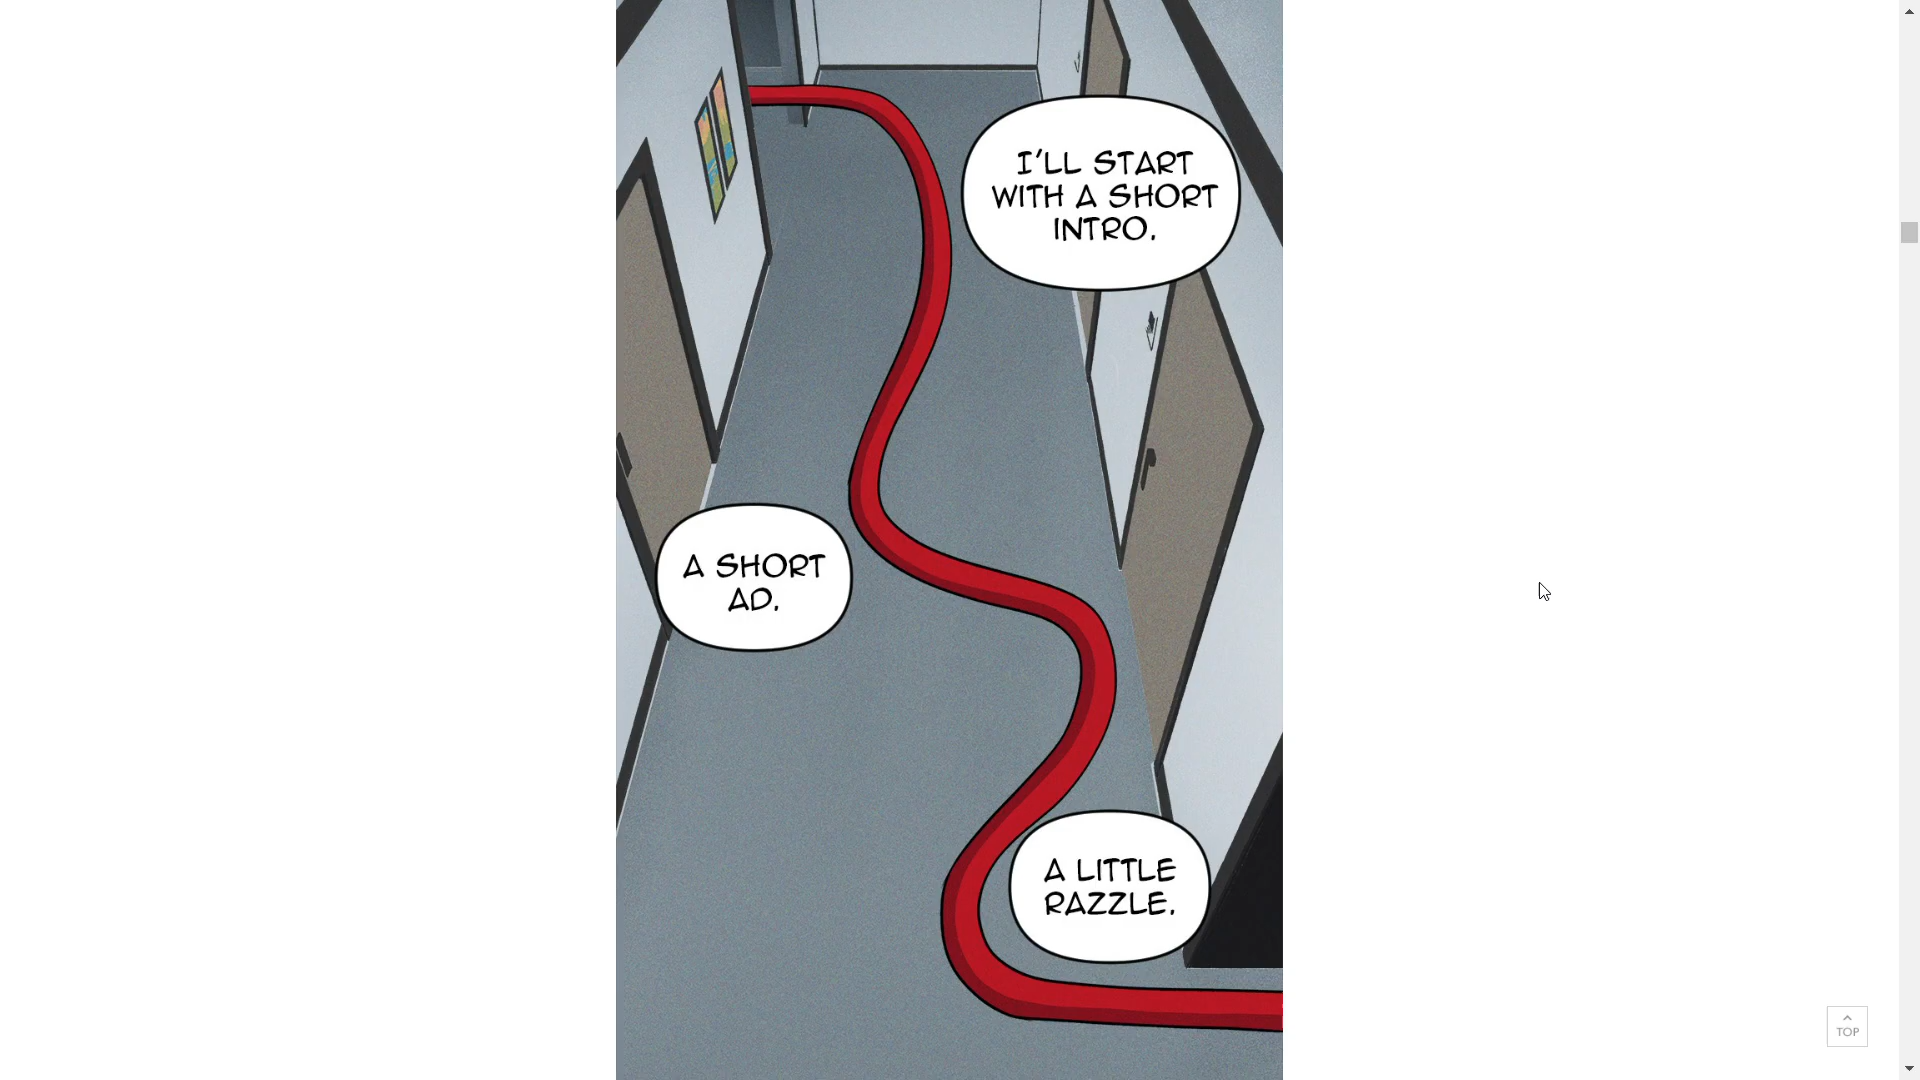 I'LL START
WITH A SHORT
INTRO.
A SHORT
AD.
A LITTLE
RAZZLE.
TOP